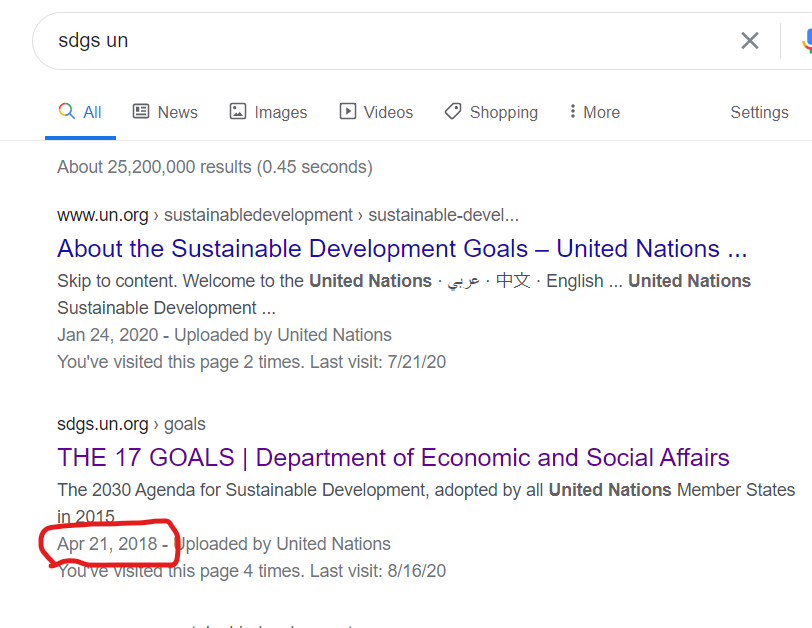 sdgs un
All News Images Videos Shopping More Settings
About 25,200,000 results (0.45 seconds)
www.un.org › sustainabledevelopment › sustainable-devel...
About the Sustainable Development Goals – United Nations ...
Skip to content. Welcome to the United Nations · عربي · 中文 · English ... United Nations
Sustainable Development ...
Jan 24, 2020 - Uploaded by United Nations
You've visited this page 2 times. Last visit: 7/21/20
sdgs.un.org › goals
THE 17 GOALS | Department of Economic and Social Affairs
The 2030 Agenda for Sustainable Development, adopted by all United Nations Member States
in 2015
Apr 21, 2018 - Uploaded by United Nations
You've visited this page 4 times. Last visit: 8/16/20